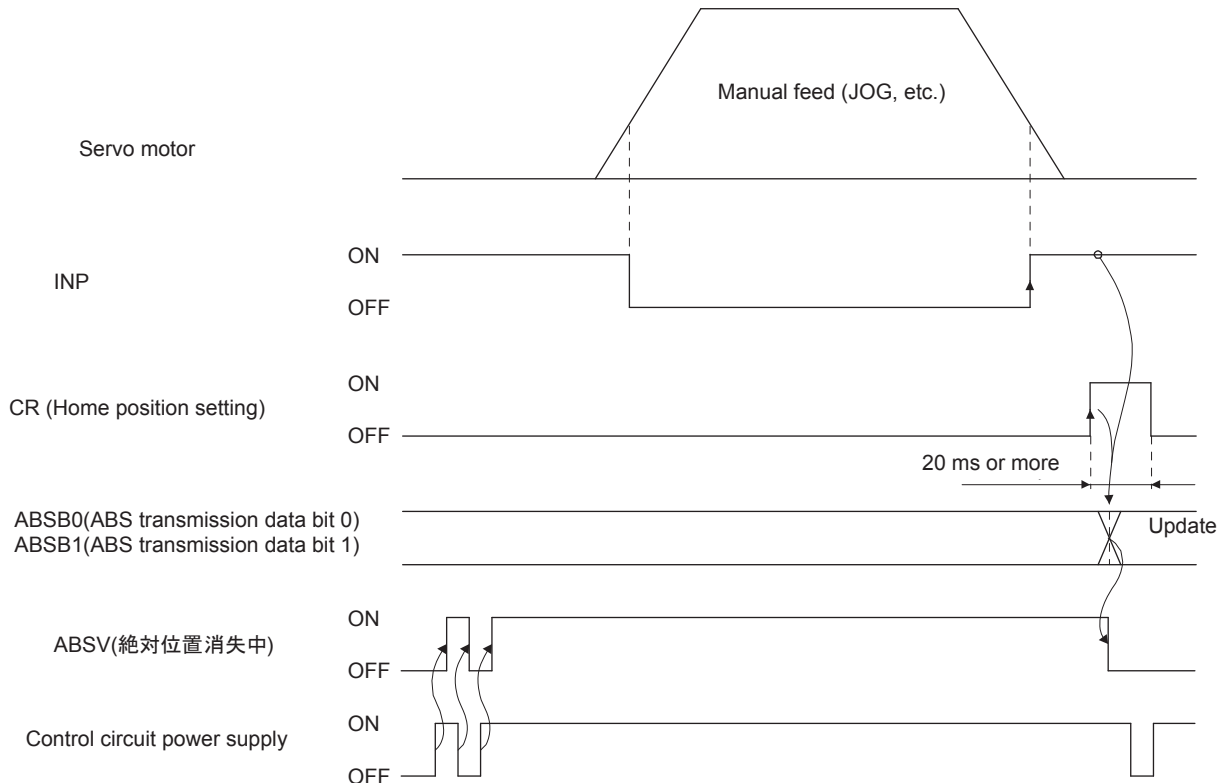 Manual feed (JOG, etc.)
Servo motor
ON
INP
OFF
ON
CR (Home position setting)
OFF
20 ms or more
ABSB0(ABS transmission data bit 0)
ABSB1(ABS transmission data bit 1)
Update
ON
ABSV(絶対位置消失中)
OFF
ON
Control circuit power supply
OFF